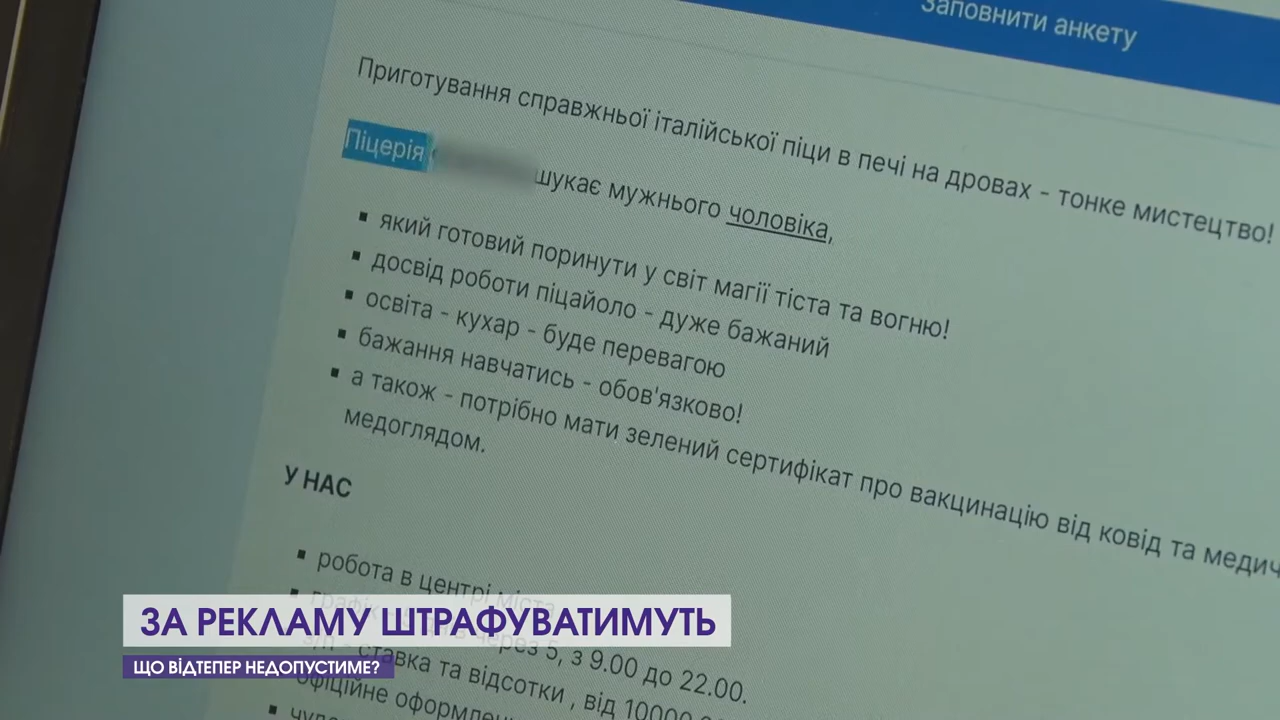 Заповнити анкету
Приготування справжньої італійської піци в печі на дровах - тонке мистецтво!
Піцерія шукає мужнього чоловіка,
▪ який готовий поринути у світ магії тіста та вогню!
▪ досвід роботи піцайоло - дуже бажаний
▪ освіта - кухар - буде перевагою
▪ бажання навчатись - обов'язково!
▪ а також - потрібно мати зелений сертифікат про вакцинацію від ковід та
медоглядом.
У НАС
▪ робота в центрі міста
через 5, з 9.00 до 22.00.
ставка та відсотки , від 10000
офіційне
ЗА РЕКЛАМУ ШТРАФУВАТИМУТЬ
ЩО ВІДТЕПЕР НЕДОПУСТИМЕ?